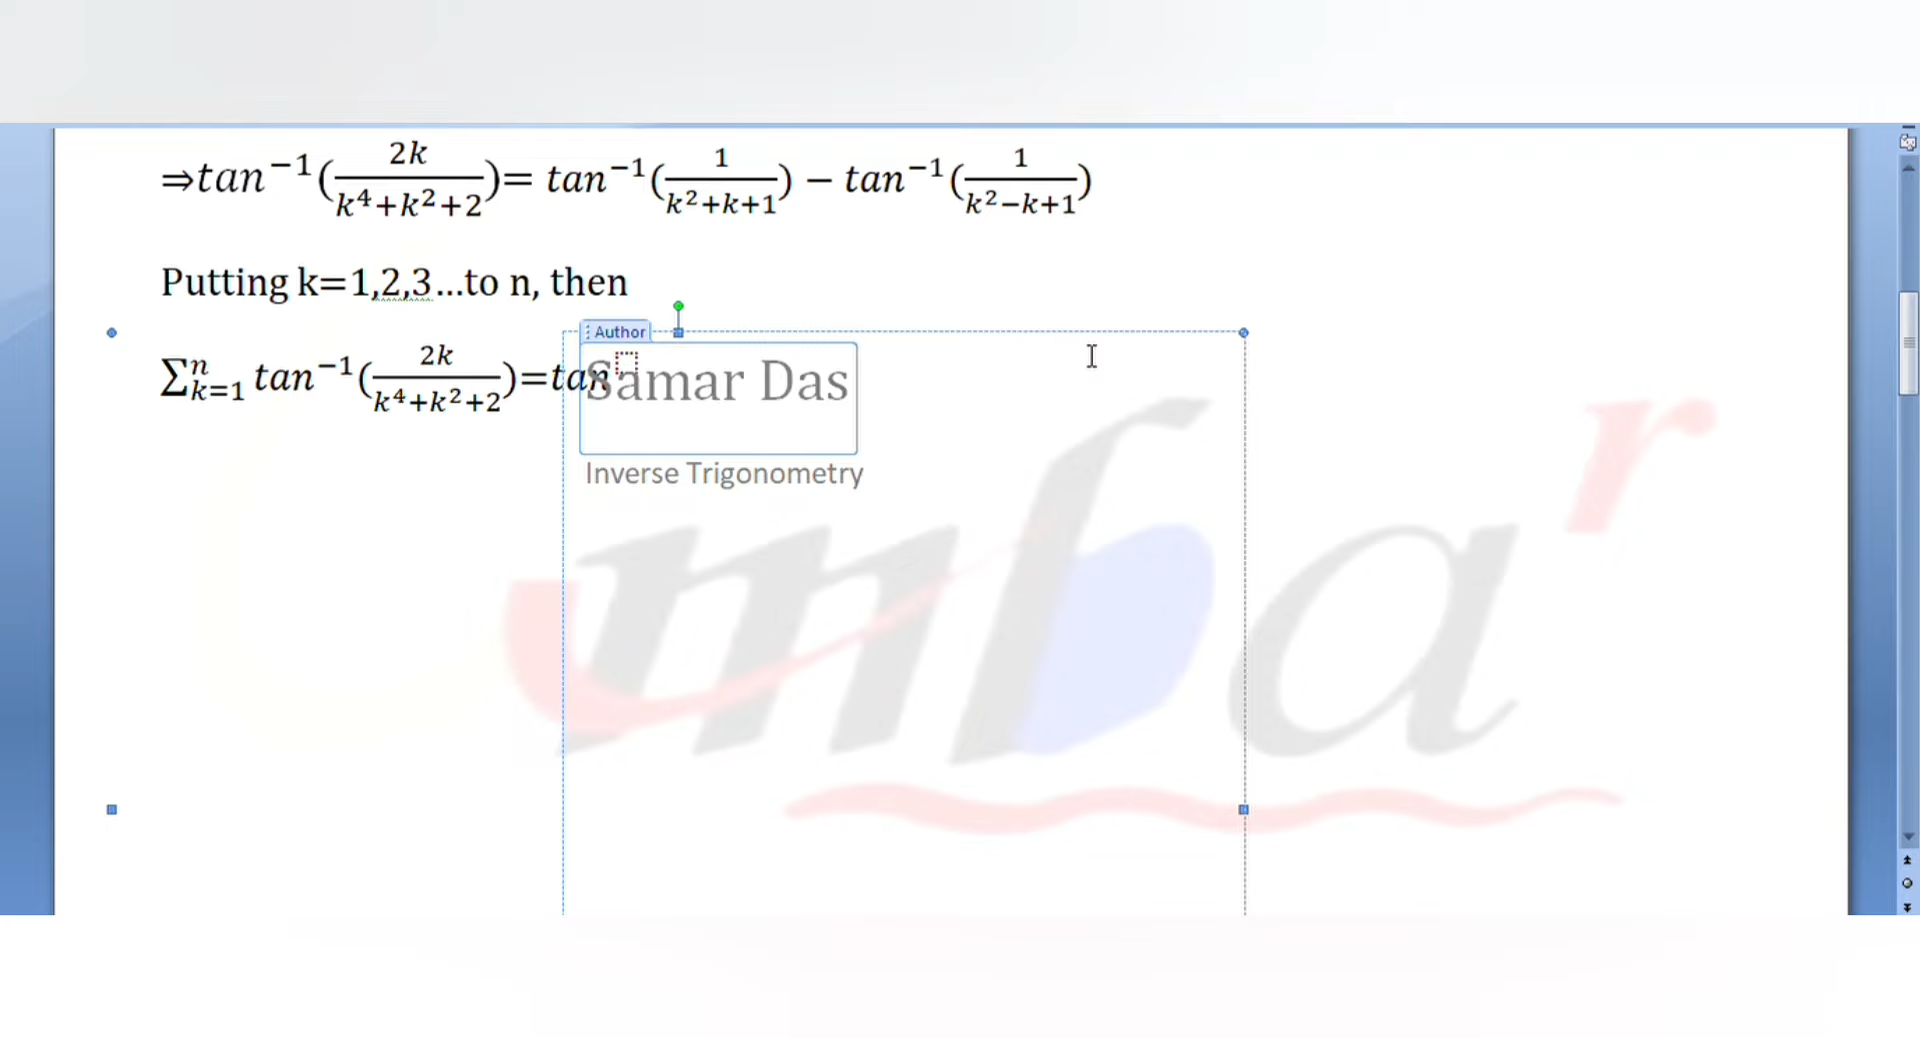 ⇒tan⁻¹(2k/(k⁴+k²+2))= tan⁻¹(1/(k²+k+1)) − tan⁻¹(1/(k²−k+1))
Putting k=1,2,3...to n, then
Author
∑ₖ₌₁ⁿ tan⁻¹(2k/(k⁴+k²+2))=tan
Samar Das
Inverse Trigonometry
mbar